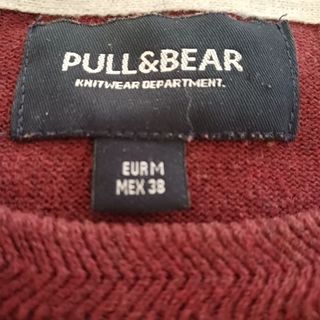 PULL&BEAR
KNITWEAR DEPARTMENT.
EUR M
MEX 38